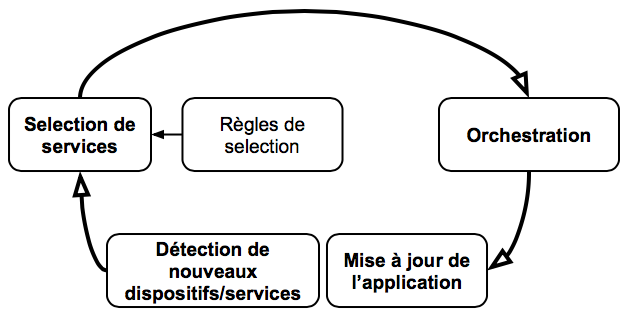 Selection de
services
Règles de
selection
Orchestration
Détection de
nouveaux
dispositifs/services
Mise à jour de
l’application